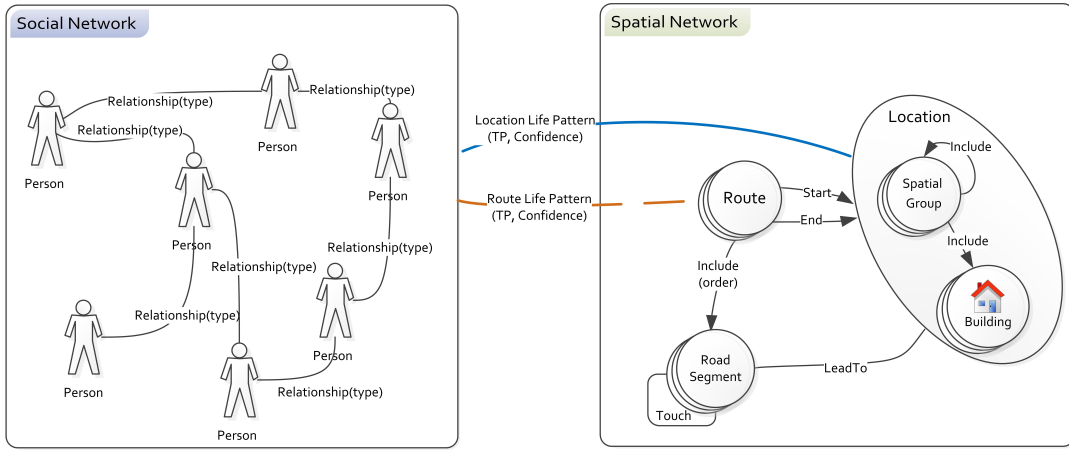 Social Network
Relationship(type)
Relationship(type)
Relationship(type)
Person
Person
Person
Person
Relationship(type)
Relationship(type)
Relationship(type)
Person
Person
Relationship(type)
Person
Location Life Pattern
(TP, Confidence)
Route Life Pattern
(TP, Confidence)
Spatial Network
Location
Include
Spatial
Group
Route
Start
End
Include
Include
(order)
Building
Road
Segment
LeadTo
Touch